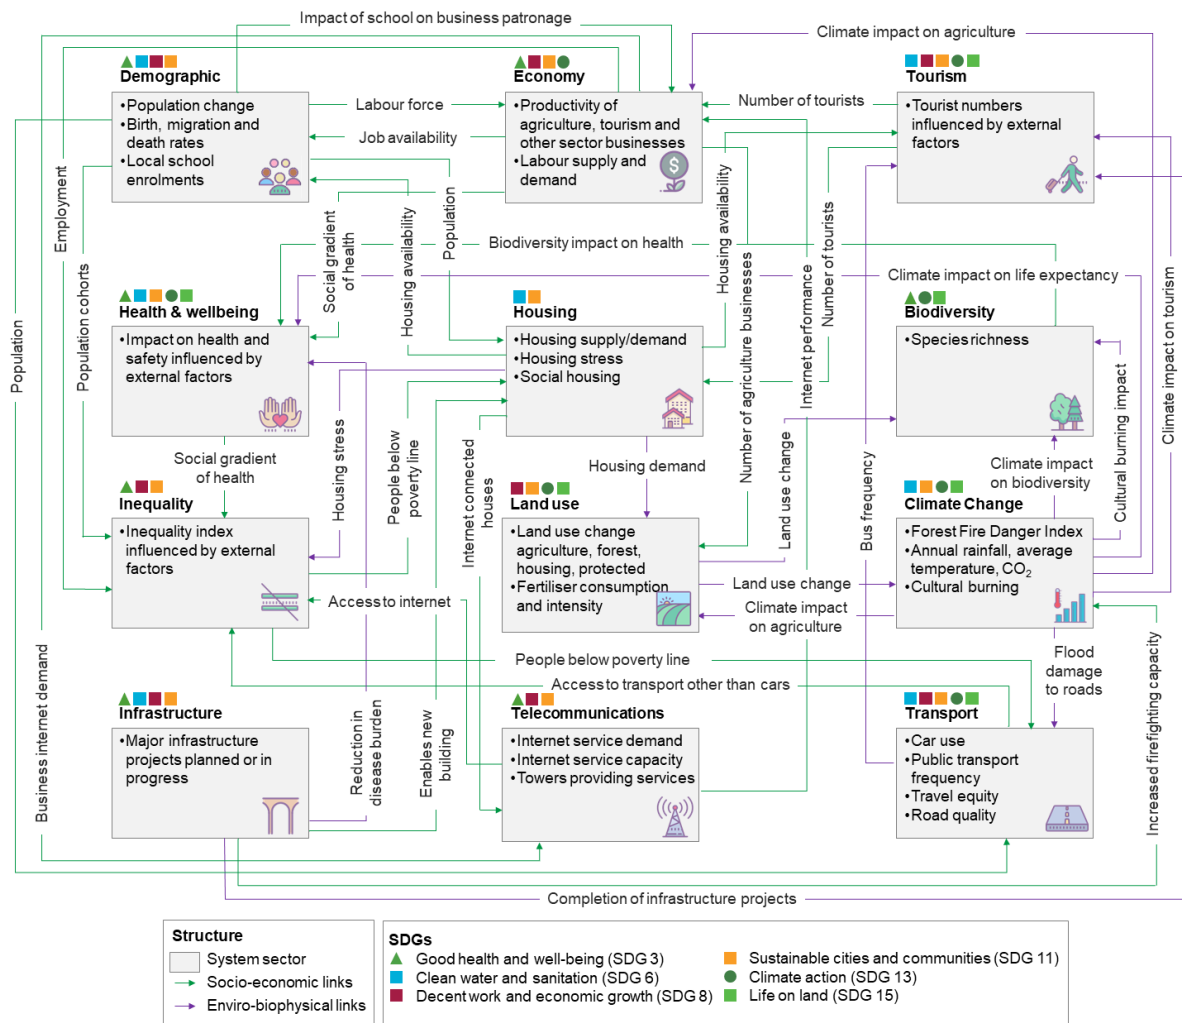 Impact of school on business patronage
Climate impact on agriculture
Demographic
Economy
Tourism
•Population change
•Birth, migration and
death rates
•Local school
enrolments
Labour force
Job availability
•Productivity of
agriculture, tourism and
other sector businesses
•Labour supply and
demand
Number of tourists
•Tourist numbers
influenced by external
factors
Employment
Population cohorts
Population
Social gradient
of health
Housing availability
Population
Biodiversity impact on health
Housing availability
Number of tourists
Internet performance
Number of agriculture businesses
Climate impact on life expectancy
Climate impact on tourism
Health & wellbeing
Housing
Biodiversity
•Impact on health and
safety influenced by
external factors
•Housing supply/demand
•Housing stress
•Social housing
•Species richness
Social gradient
of health
Housing stress
People below
poverty line
Internet connected
houses
Housing demand
Land use change
Bus frequency
Climate impact
on biodiversity
Cultural burning impact
Inequality
Land use
Climate Change
•Inequality index
influenced by external
factors
Access to internet
•Land use change
agriculture, forest,
housing, protected
•Fertiliser consumption
and intensity
Land use change
Climate impact
on agriculture
•Forest Fire Danger Index
•Annual rainfall, average
temperature, CO2
•Cultural burning
People below poverty line
Access to transport other than cars
Flood
damage
to roads
Business internet demand
Reduction in
disease burden
Enables new
building
Increased firefighting capacity
Infrastructure
Telecommunications
Transport
•Major infrastructure
projects planned or in
progress
•Internet service demand
•Internet service capacity
•Towers providing services
•Car use
•Public transport
frequency
•Travel equity
•Road quality
Completion of infrastructure projects
Structure
System sector
Socio-economic links
Enviro-biophysical links
SDGs
Good health and well-being (SDG 3)
Clean water and sanitation (SDG 6)
Decent work and economic growth (SDG 8)
Sustainable cities and communities (SDG 11)
Climate action (SDG 13)
Life on land (SDG 15)